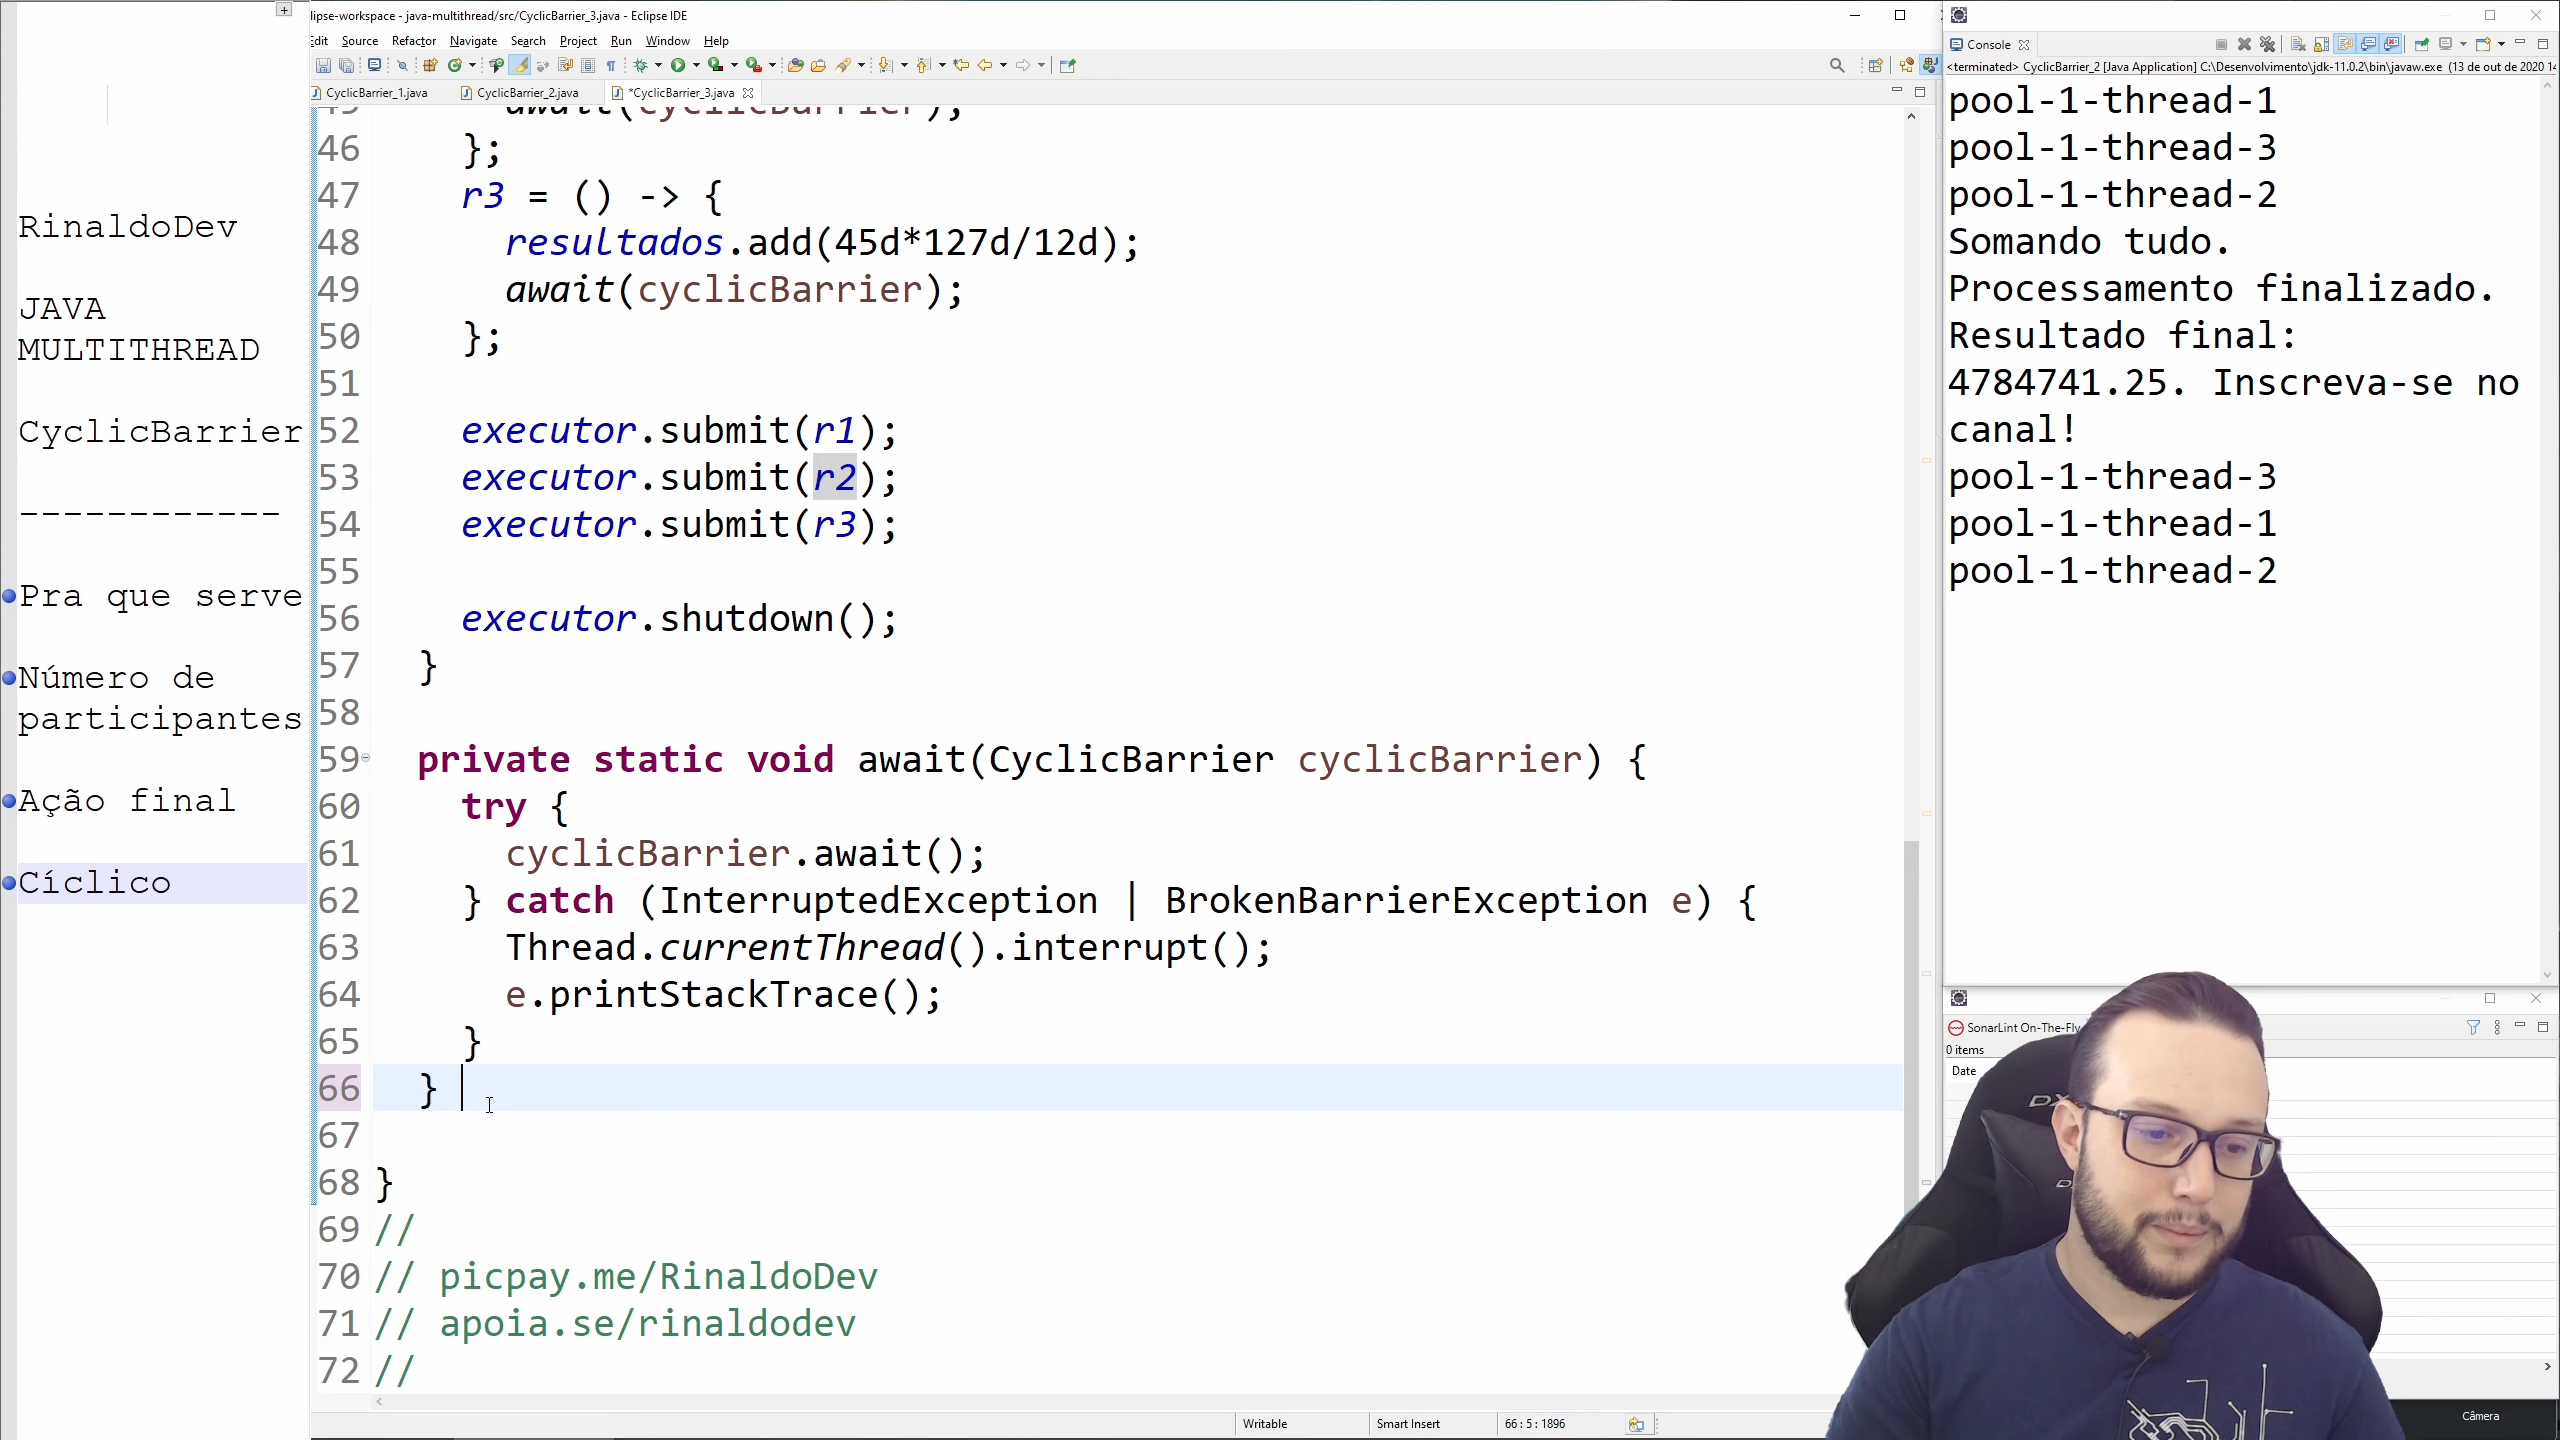 lipse-workspace - java-multithread/src/CyclicBarrier_3.java - Eclipse IDE
Edit Source Refactor Navigate Search Project Run Window Help
CyclicBarrier_1.java CyclicBarrier_2.java *CyclicBarrier_3.java
RinaldoDev
JAVA
MULTITHREAD
CyclicBarrier
------------
Pra que serve
Número de
participantes
Ação final
Cíclico
45 await(cyclicBarrier);
46 };
47 r3 = () -> {
48 resultados.add(45d*127d/12d);
49 await(cyclicBarrier);
50 };
51
52 executor.submit(r1);
53 executor.submit(r2);
54 executor.submit(r3);
55
56 executor.shutdown();
57 }
58
59 private static void await(CyclicBarrier cyclicBarrier) {
60 try {
61 cyclicBarrier.await();
62 } catch (InterruptedException | BrokenBarrierException e) {
63 Thread.currentThread().interrupt();
64 e.printStackTrace();
65 }
66 }
67
68 }
69 //
70 // picpay.me/RinaldoDev
71 // apoia.se/rinaldodev
72 //
Writable Smart Insert 66 : 5 : 1896
Console
<terminated> CyclicBarrier_2 [Java Application] C:\Desenvolvimento\jdk-11.0.2\bin\javaw.exe (13 de out de 2020 14
pool-1-thread-1
pool-1-thread-3
pool-1-thread-2
Somando tudo.
Processamento finalizado.
Resultado final:
4784741.25. Inscreva-se no
canal!
pool-1-thread-3
pool-1-thread-1
pool-1-thread-2
SonarLint On-The-Fly
0 items
Date
Câmera